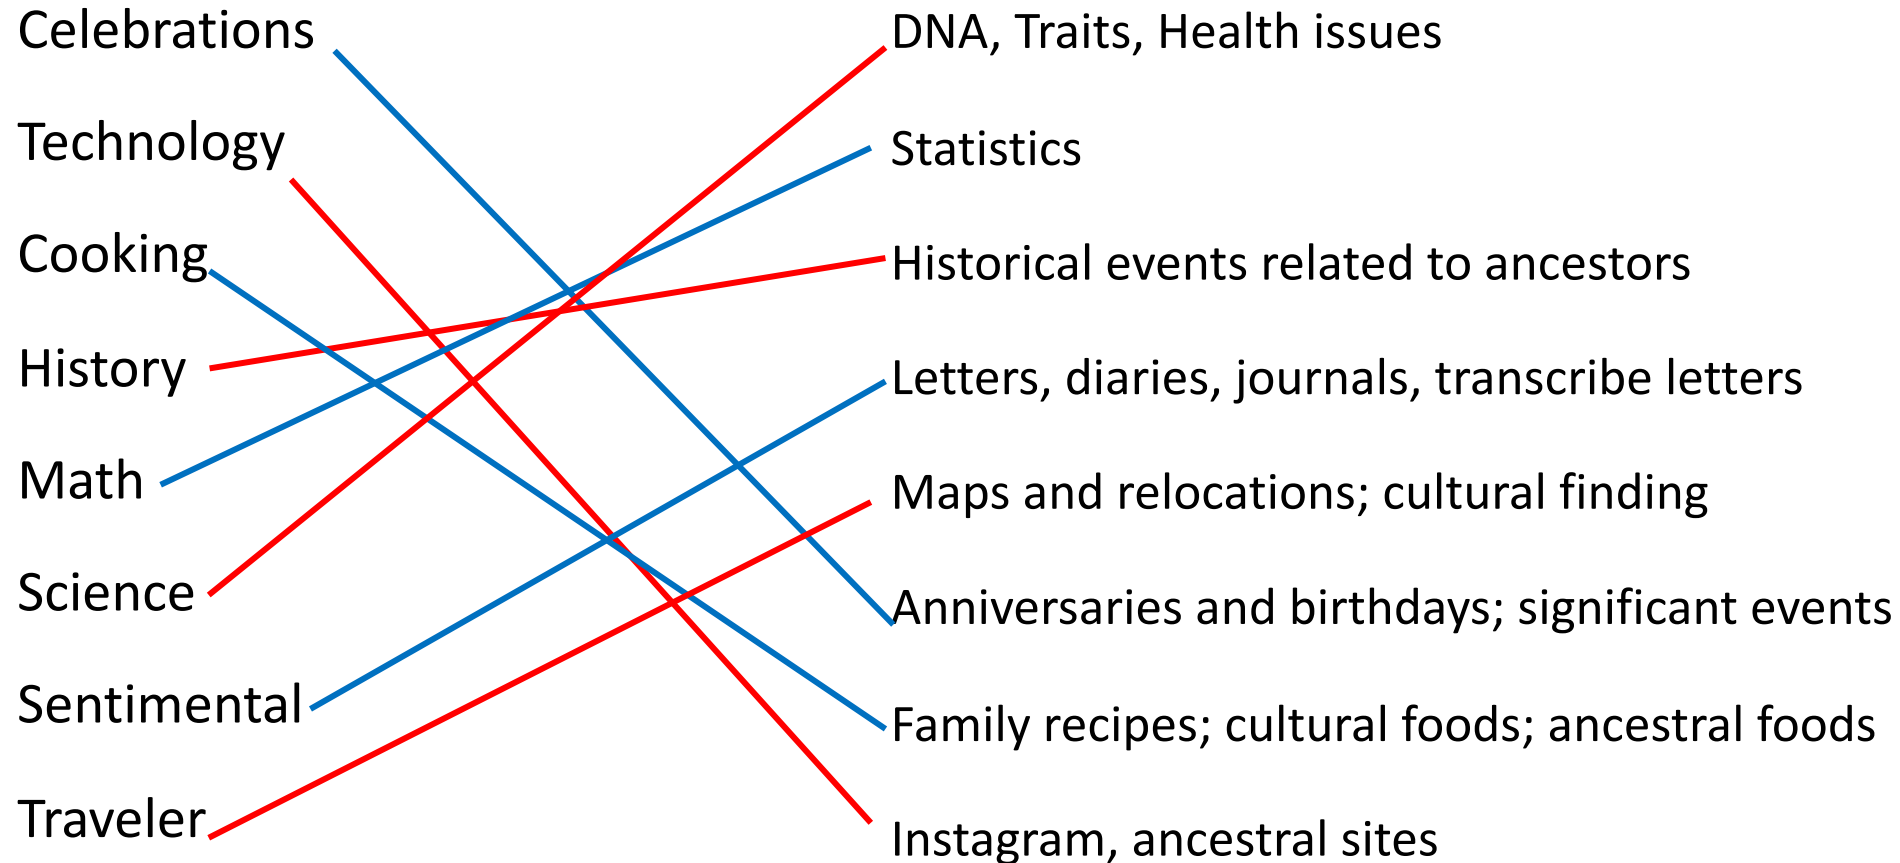 Celebrations
Technology
Cooking
History
Math
Science
Sentimental
Traveler
DNA, Traits, Health issues
Statistics
Historical events related to ancestors
Letters, diaries, journals, transcribe letters
Maps and relocations; cultural finding
Anniversaries and birthdays; significant events
Family recipes; cultural foods; ancestral foods
Instagram, ancestral sites